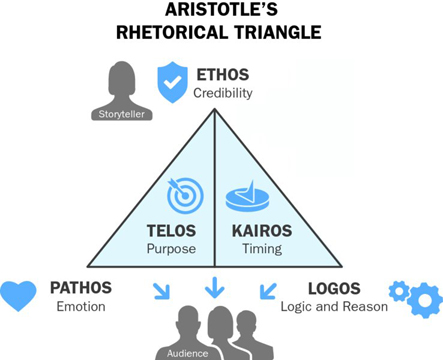 ARISTOTLE'S
RHETORICAL TRIANGLE
ETHOS
Credibility
Storyteller
TELOS
Purpose
KAIROS
Timing
PATHOS
Emotion
LOGOS
Logic and Reason
Audience